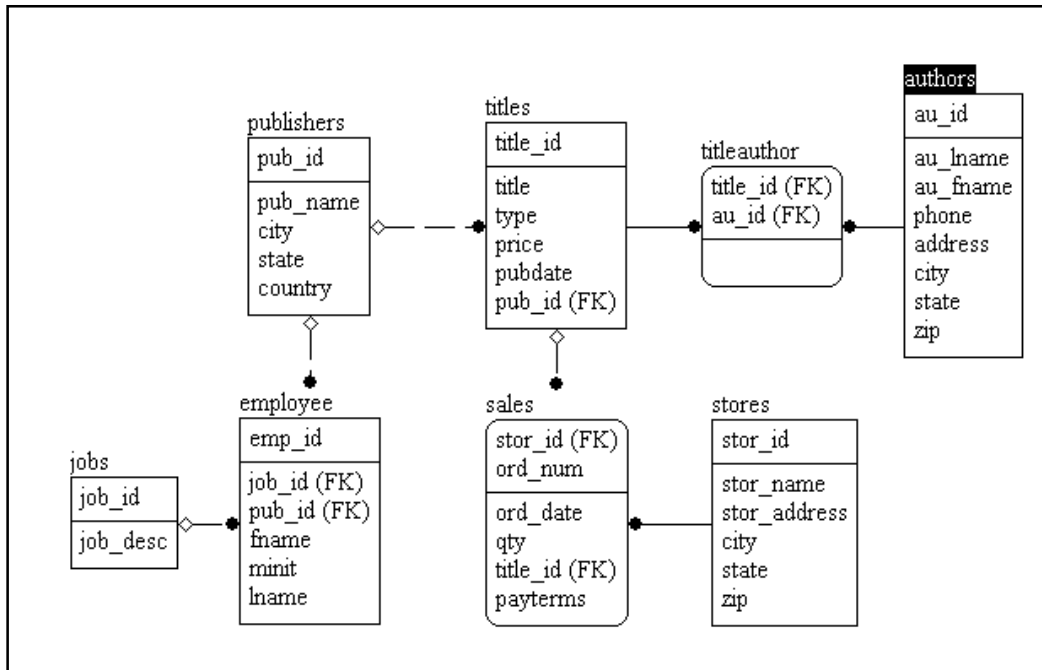 publishers
pub_id
pub_name
city
state
country
titles
title_id
title
type
price
pubdate
pub_id (FK)
titleauthor
title_id (FK)
au_id (FK)
authors
au_id
au_lname
au_fname
phone
address
city
state
zip
jobs
job_id
job_desc
employee
emp_id
job_id (FK)
pub_id (FK)
fname
minit
lname
sales
stor_id (FK)
ord_num
ord_date
qty
title_id (FK)
payterms
stores
stor_id
stor_name
stor_address
city
state
zip